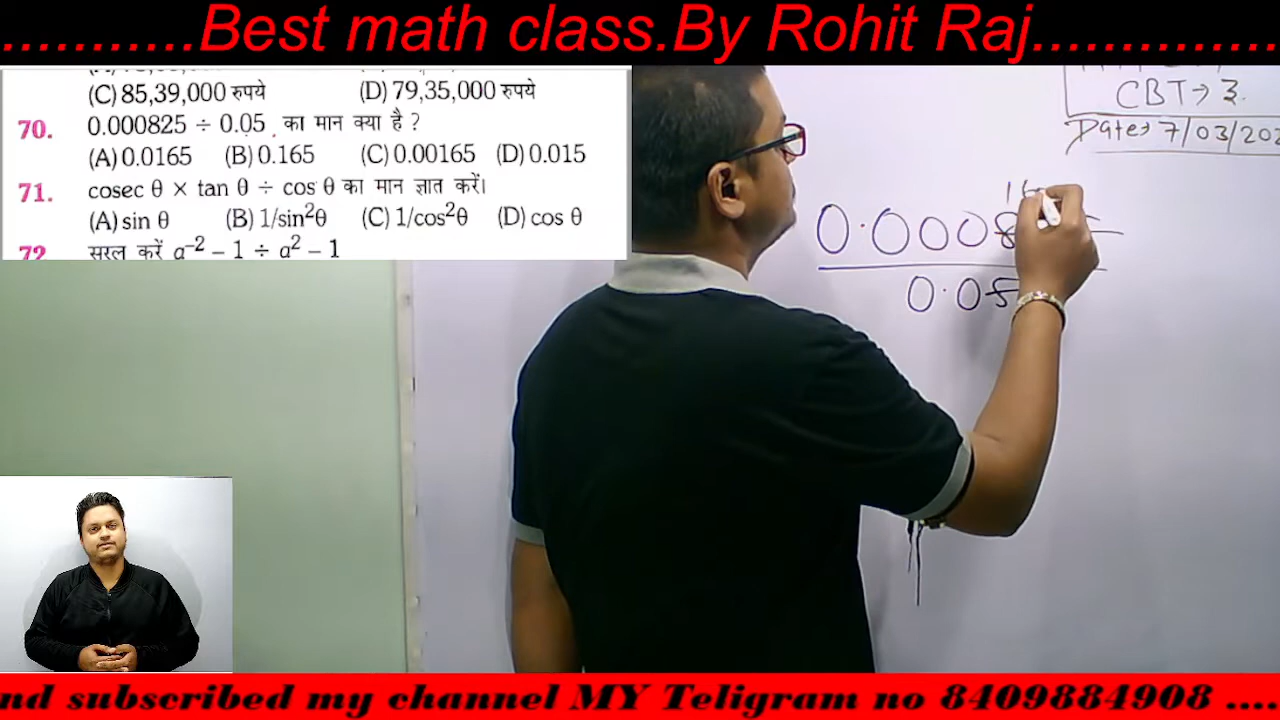 ...........Best math class.By Rohit Raj..............
(C) 85,39,000 रुपये (D) 79,35,000 रुपये
70. 0.000825 ÷ 0.05 का मान क्या है ?
(A) 0.0165 (B) 0.165 (C) 0.00165 (D) 0.015
71. cosec θ × tan θ ÷ cos θ का मान ज्ञात करें।
(A) sin θ (B) 1/sin²θ (C) 1/cos²θ (D) cos θ
72 सरल करें a⁻² – 1 ÷ a² – 1
CBT→3.
Date→7/03/202
16
0.0008
0.05
nd subscribed my channel MY Teligram no 8409884908 ....